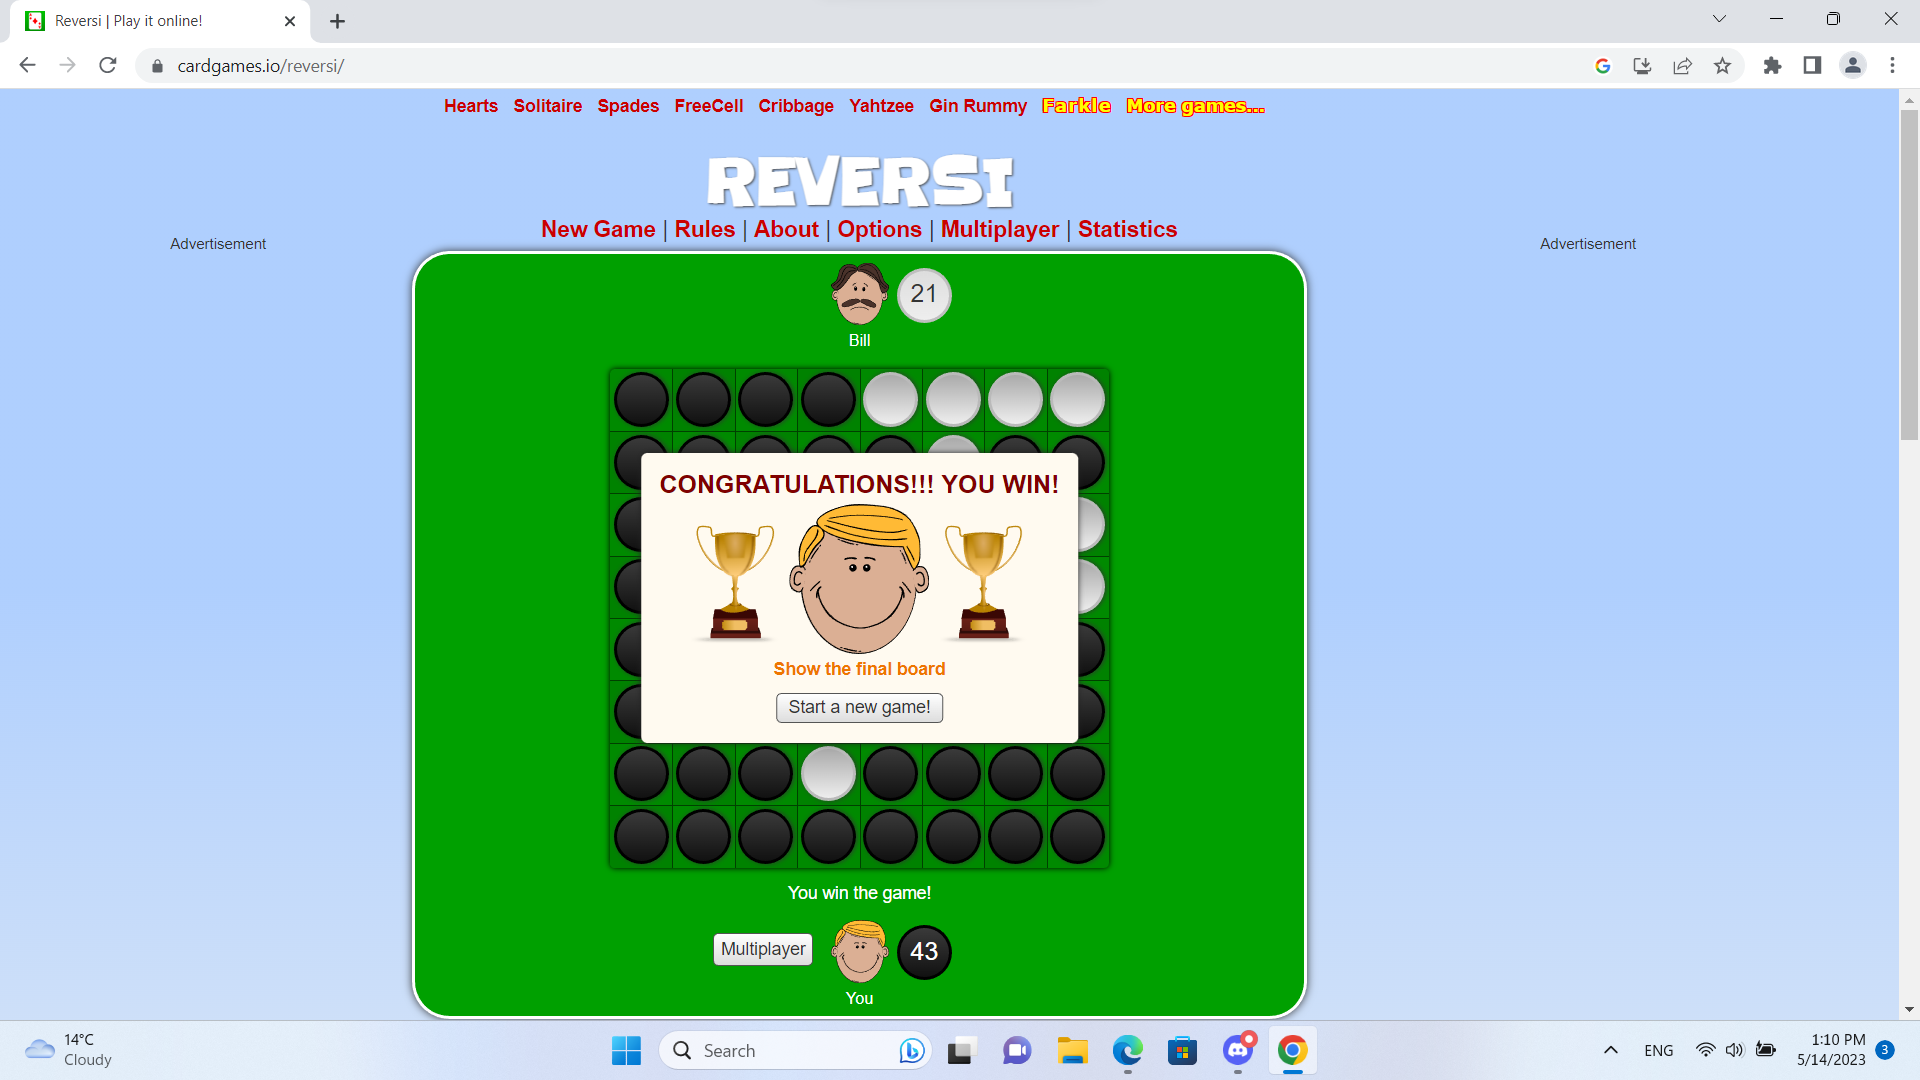 Reversi | Play it online!
cardgames.io/reversi/
Hearts Solitaire Spades FreeCell Cribbage Yahtzee Gin Rummy Farkle More games...
REVERSI
New Game | Rules | About | Options | Multiplayer | Statistics
Advertisement
Advertisement
21
Bill
CONGRATULATIONS!!! YOU WIN!
Show the final board
Start a new game!
You win the game!
Multiplayer
43
You
14°C
Cloudy
Search
ENG
1:10 PM
5/14/2023
3